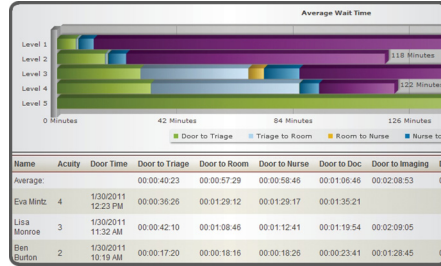 Average Wait Time
Level 1
Level 2 118 Minutes
Level 3
Level 4 122 Minutes
Level 5
0 Minutes 42 Minutes 84 Minutes 126 Minutes
Door to Triage Triage to Room Room to Nurse Nurse to
Name Acuity Door Time Door to Triage Door to Room Door to Nurse Door to Doc Door to Imaging
Average: 00:00:40:23 00:00:57:29 00:00:58:46 00:01:06:46 00:02:08:53
Eva Mintz 4 1/30/2011 12:23 PM 00:00:36:26 00:01:29:12 00:01:29:17 00:01:35:21
Lisa Monroe 3 1/30/2011 11:32 AM 00:00:42:10 00:01:08:46 00:01:12:41 00:01:19:54 00:02:09:05
Ben Burton 2 1/30/2011 10:19 AM 00:00:17:20 00:00:18:16 00:00:18:26 00:00:23:41 00:01:28:45